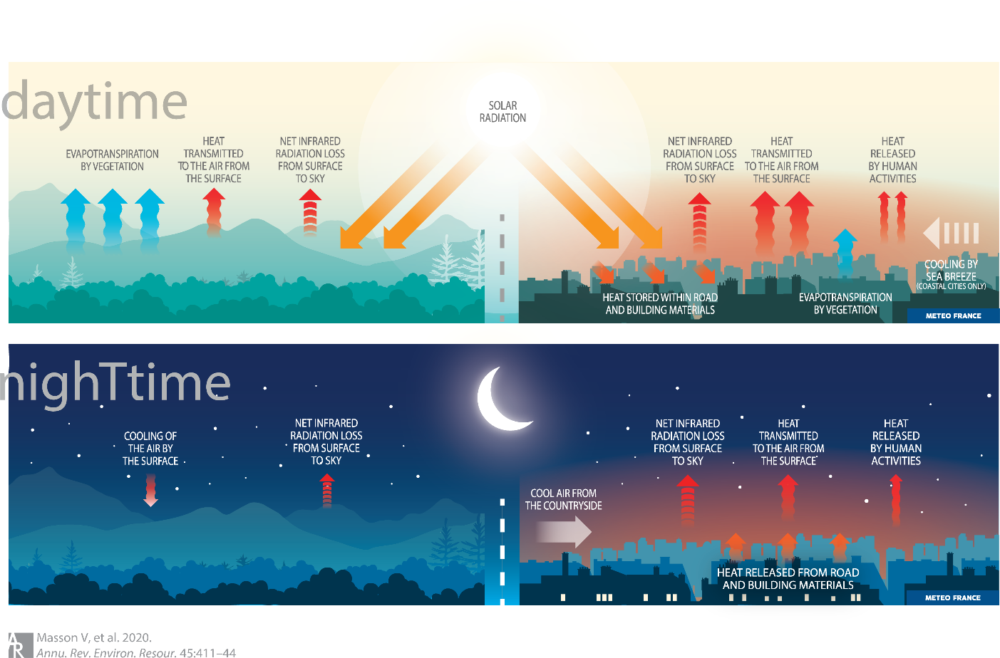 daytime
SOLAR
RADIATION
EVAPOTRANSPIRATION
BY VEGETATION
HEAT
TRANSMITTED
TO THE AIR FROM
THE SURFACE
NET INFRARED
RADIATION LOSS
FROM SURFACE
TO SKY
NET INFRARED
RADIATION LOSS
FROM SURFACE
TO SKY
HEAT
TRANSMITTED
TO THE AIR FROM
THE SURFACE
HEAT
RELEASED
BY HUMAN
ACTIVITIES
COOLING BY
SEA BREEZE
(COASTAL CITIES ONLY)
HEAT STORED WITHIN ROAD
AND BUILDING MATERIALS
EVAPOTRANSPIRATION
BY VEGETATION
METEO FRANCE
nighTtime
COOLING OF
THE AIR BY
THE SURFACE
NET INFRARED
RADIATION LOSS
FROM SURFACE
TO SKY
NET INFRARED
RADIATION LOSS
FROM SURFACE
TO SKY
HEAT
TRANSMITTED
TO THE AIR FROM
THE SURFACE
HEAT
RELEASED
BY HUMAN
ACTIVITIES
COOL AIR FROM
THE COUNTRYSIDE
HEAT RELEASED FROM ROAD
AND BUILDING MATERIALS
METEO FRANCE
AR
Masson V, et al. 2020.
Annu. Rev. Environ. Resour. 45:411–44